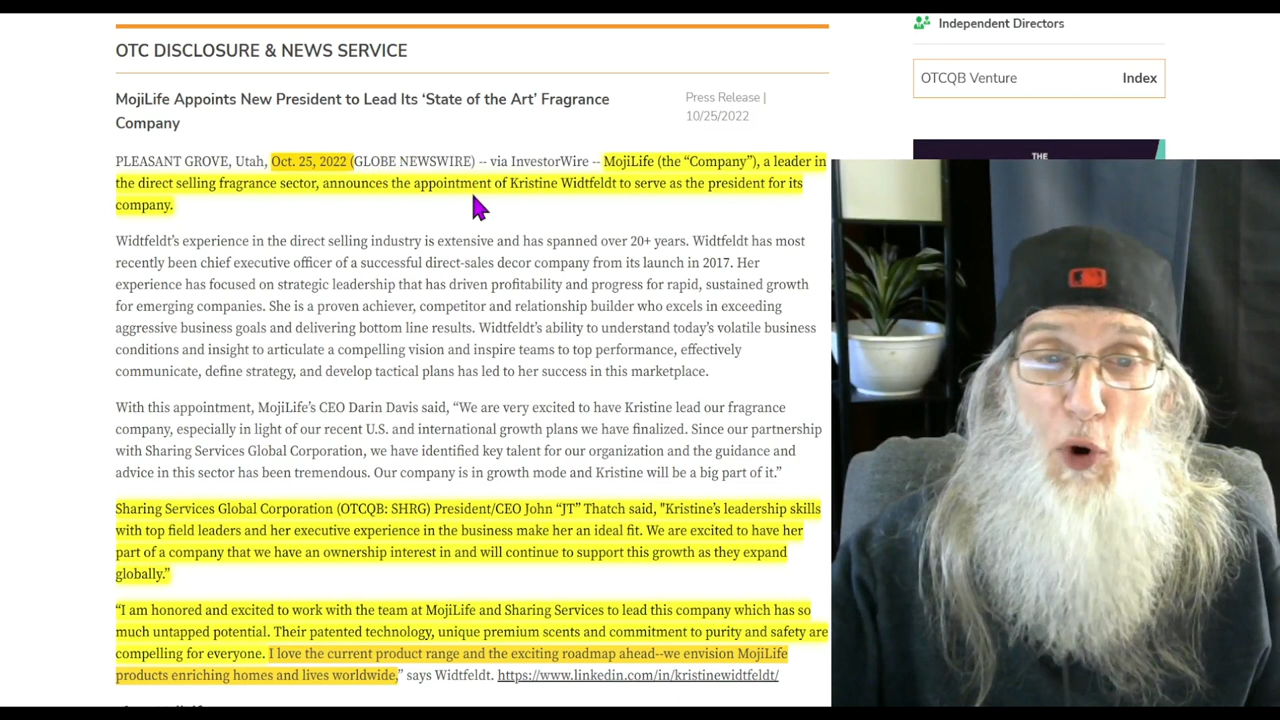 OTC DISCLOSURE & NEWS SERVICE
MojiLife Appoints New President to Lead Its ‘State of the Art’ Fragrance
Company
Press Release |
10/25/2022
PLEASANT GROVE, Utah, Oct. 25, 2022 (GLOBE NEWSWIRE) -- via InvestorWire -- MojiLife (the “Company”), a leader in
the direct selling fragrance sector, announces the appointment of Kristine Widtfeldt to serve as the president for its
company.
Widtfeldt’s experience in the direct selling industry is extensive and has spanned over 20+ years. Widtfeldt has most
recently been chief executive officer of a successful direct-sales decor company from its launch in 2017. Her
experience has focused on strategic leadership that has driven profitability and progress for rapid, sustained growth
for emerging companies. She is a proven achiever, competitor and relationship builder who excels in exceeding
aggressive business goals and delivering bottom line results. Widtfeldt’s ability to understand today’s volatile business
conditions and insight to articulate a compelling vision and inspire teams to top performance, effectively
communicate, define strategy, and develop tactical plans has led to her success in this marketplace.
With this appointment, MojiLife’s CEO Darin Davis said, “We are very excited to have Kristine lead our fragrance
company, especially in light of our recent U.S. and international growth plans we have finalized. Since our partnership
with Sharing Services Global Corporation, we have identified key talent for our organization and the guidance and
advice in this sector has been tremendous. Our company is in growth mode and Kristine will be a big part of it.”
Sharing Services Global Corporation (OTCQB: SHRG) President/CEO John “JT” Thatch said, "Kristine’s leadership skills
with top field leaders and her executive experience in the business make her an ideal fit. We are excited to have her
part of a company that we have an ownership interest in and will continue to support this growth as they expand
globally.”
“I am honored and excited to work with the team at MojiLife and Sharing Services to lead this company which has so
much untapped potential. Their patented technology, unique premium scents and commitment to purity and safety are
compelling for everyone. I love the current product range and the exciting roadmap ahead--we envision MojiLife
products enriching homes and lives worldwide,” says Widtfeldt. https://www.linkedin.com/in/kristinewidtfeldt/
Independent Directors
OTCQB Venture Index
THE